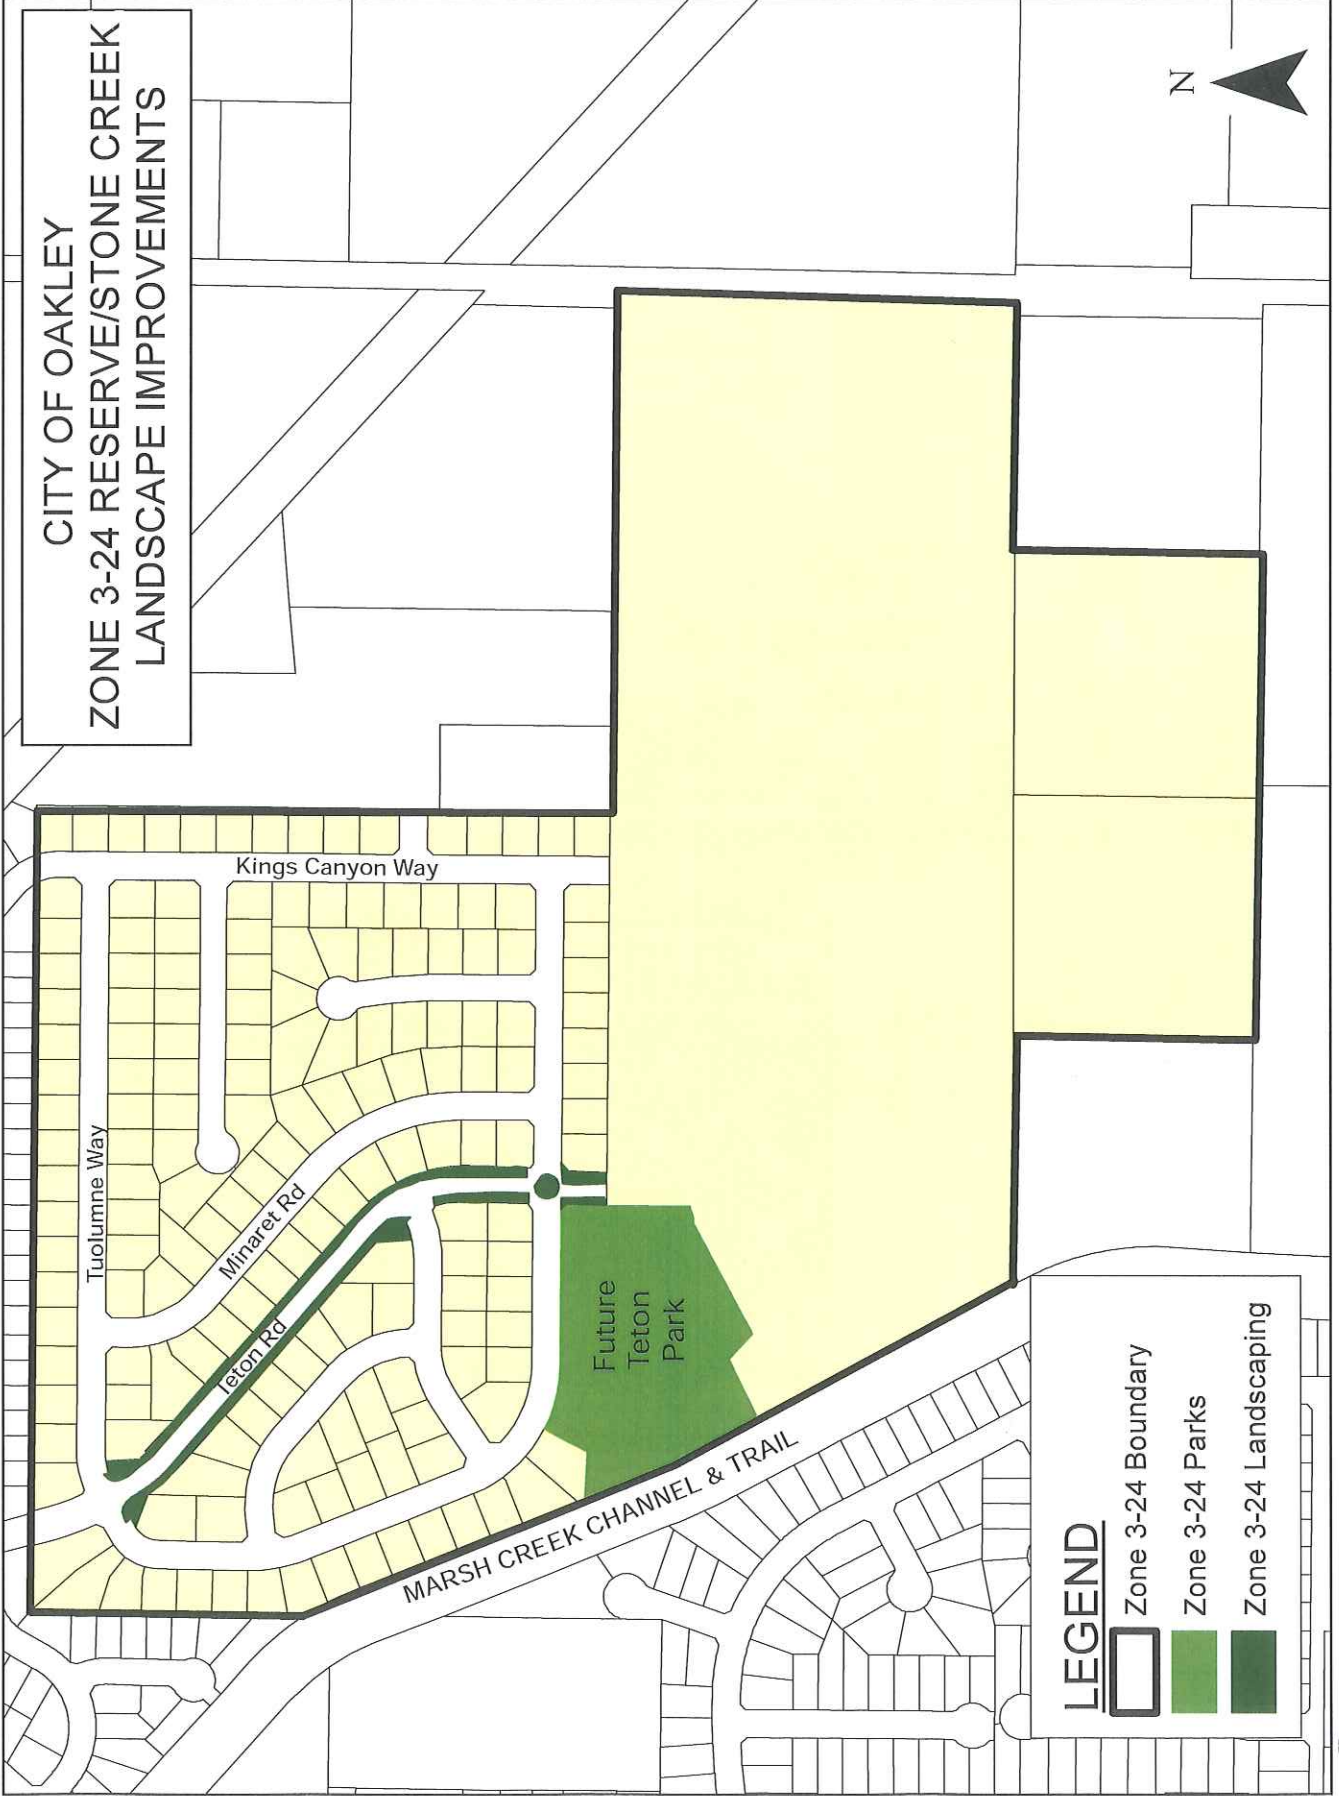 CITY OF OAKLEY
ZONE 3-24 RESERVE/STONE CREEK
LANDSCAPE IMPROVEMENTS
N
Kings Canyon Way
Tuolumne Way
Minaret Rd
Teton Rd
Future
Teton
Park
MARSH CREEK CHANNEL & TRAIL
LEGEND
Zone 3-24 Boundary
Zone 3-24 Parks
Zone 3-24 Landscaping